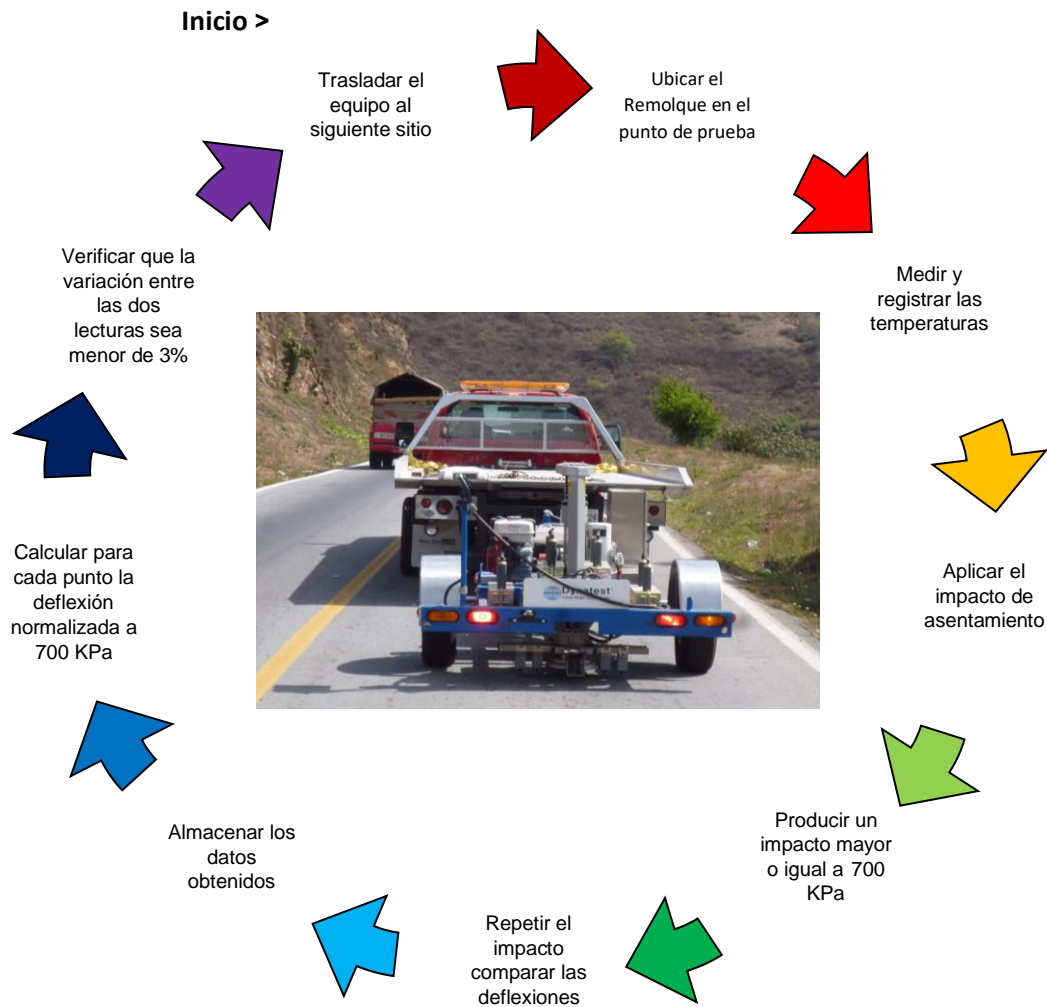 Inicio >
Trasladar el
equipo al
siguiente sitio
Ubicar el
Remolque en el
punto de prueba
Medir y
registrar las
temperaturas
Aplicar el
impacto de
asentamiento
Producir un
impacto mayor
o igual a 700
KPa
Repetir el
impacto
comparar las
deflexiones
Almacenar los
datos
obtenidos
Calcular para
cada punto la
deflexión
normalizada a
700 KPa
Verificar que la
variación entre
las dos
lecturas sea
menor de 3%
Dynatest